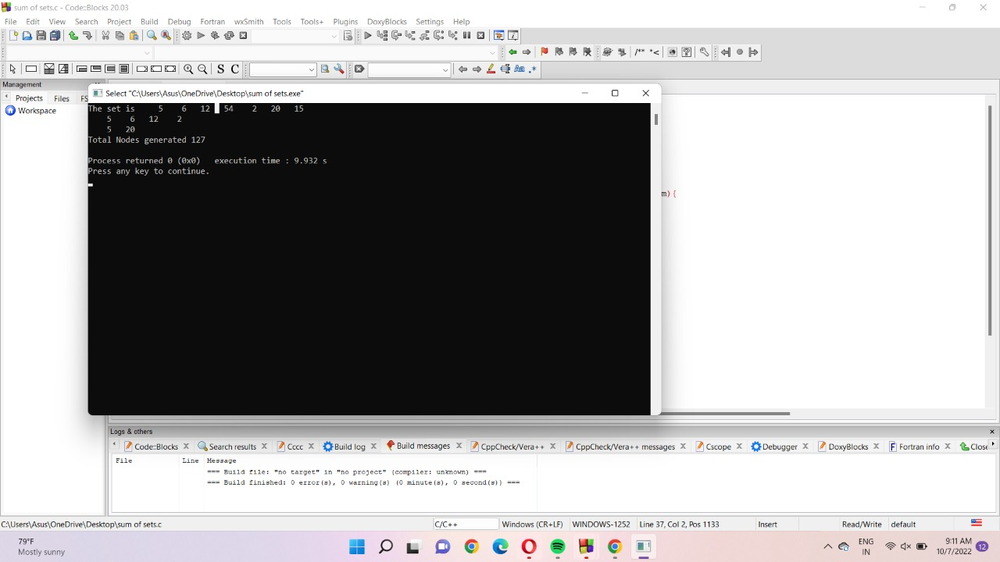 sum of sets.c - Code::Blocks 20.03
File Edit View Search Project Build Debug Fortran wxSmith Tools Tools+ Plugins DoxyBlocks Settings Help
/** *<
S C
Aa .*
Management
Projects Files FS
Workspace
Select "C:\Users\Asus\OneDrive\Desktop\sum of sets.exe"
The set is 5 6 12 54 2 20 15
5 6 12 2
5 20
Total Nodes generated 127
Process returned 0 (0x0) execution time : 9.932 s
Press any key to continue.
m){
Logs & others
Code::Blocks Search results Cccc Build log Build messages CppCheck/Vera++ CppCheck/Vera++ messages Cscope Debugger DoxyBlocks Fortran info Close
File Line Message
=== Build file: "no target" in "no project" (compiler: unknown) ===
=== Build finished: 0 error(s), 0 warning(s) (0 minute(s), 0 second(s)) ===
C:\Users\Asus\OneDrive\Desktop\sum of sets.c C/C++ Windows (CR+LF) WINDOWS-1252 Line 37, Col 2, Pos 1133 Insert Read/Write default
79°F
Mostly sunny
ENG
IN
9:11 AM
10/7/2022
12